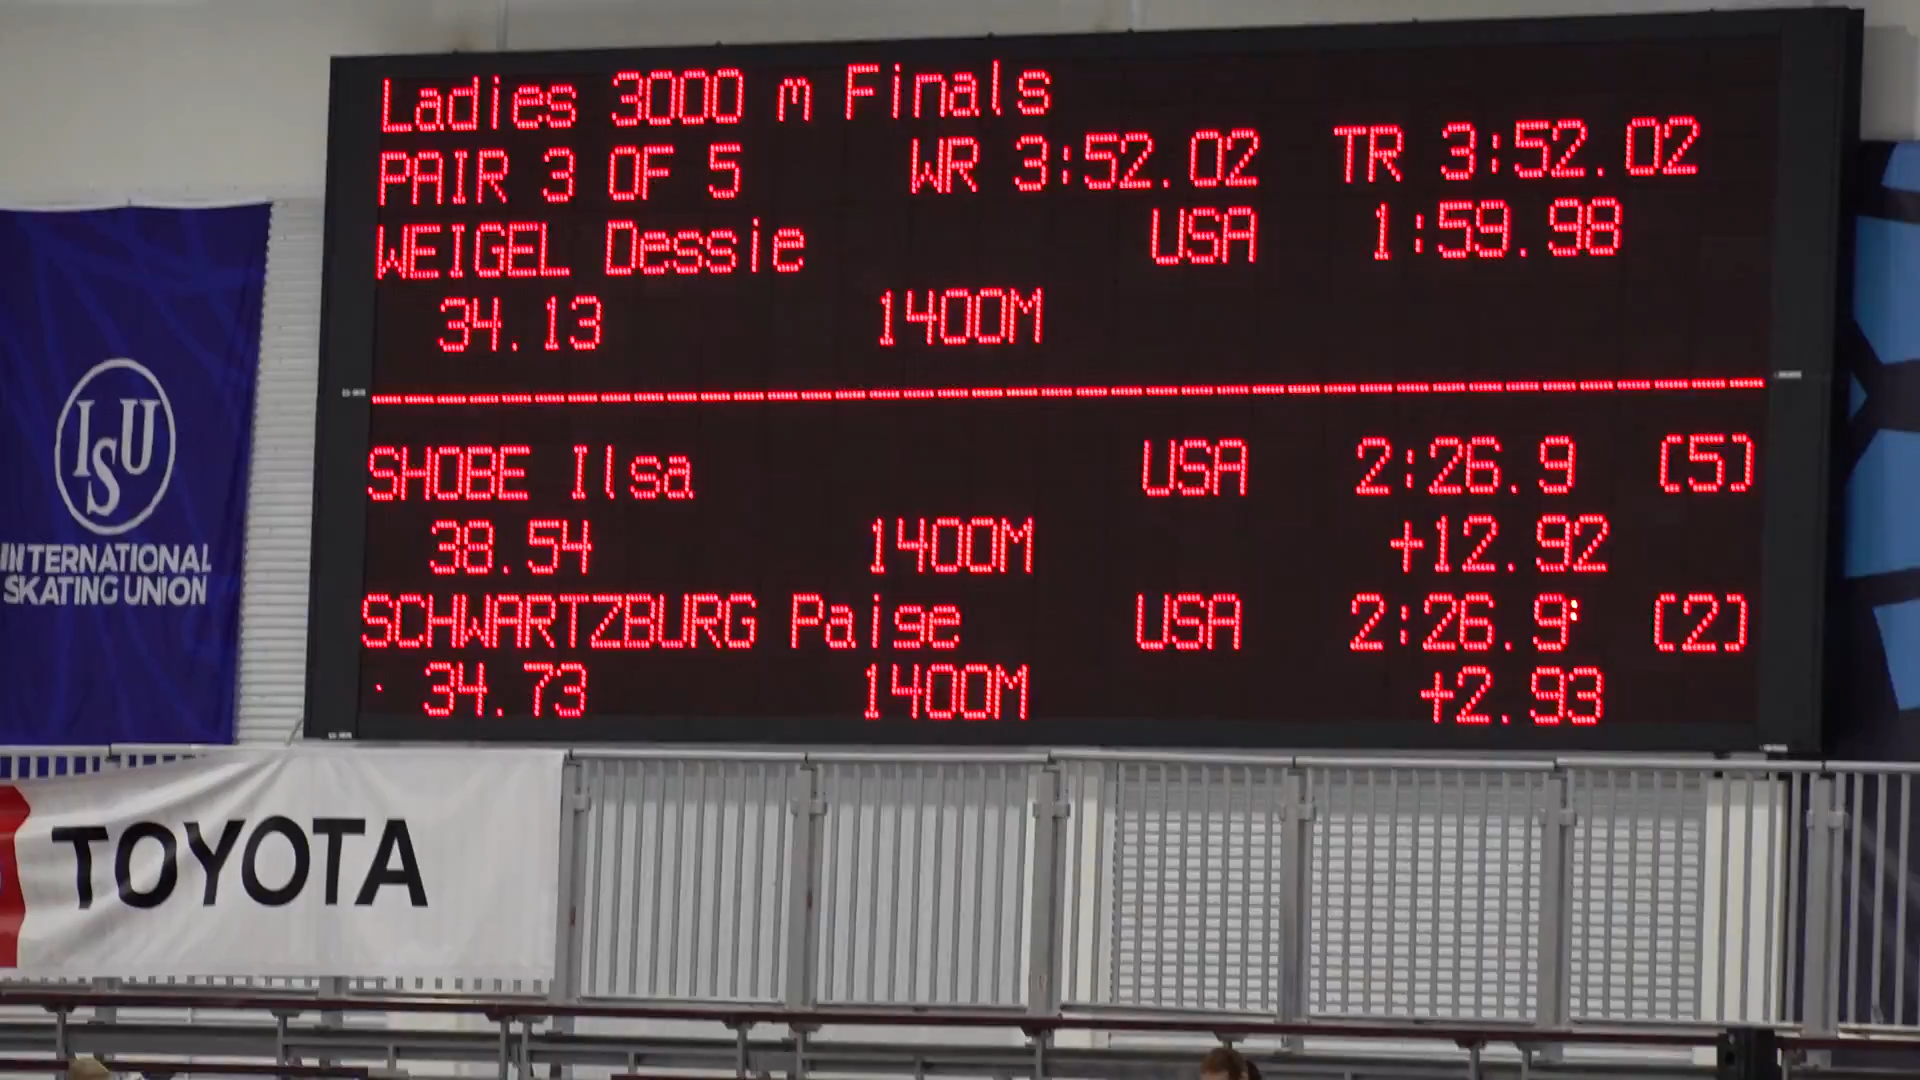 Ladies 3000 m Finals
PAIR 3 OF 5 WR 3:52.02 TR 3:52.02
WEIGEL Dessie USA 1:59.98
34.13 1400M
SHOBE Ilsa USA 2:26.9 [5]
38.54 1400M +12.92
SCHWARTZBURG Paige USA 2:26.9 [2]
34.73 1400M +2.93
ISU
INTERNATIONAL
SKATING UNION
TOYOTA